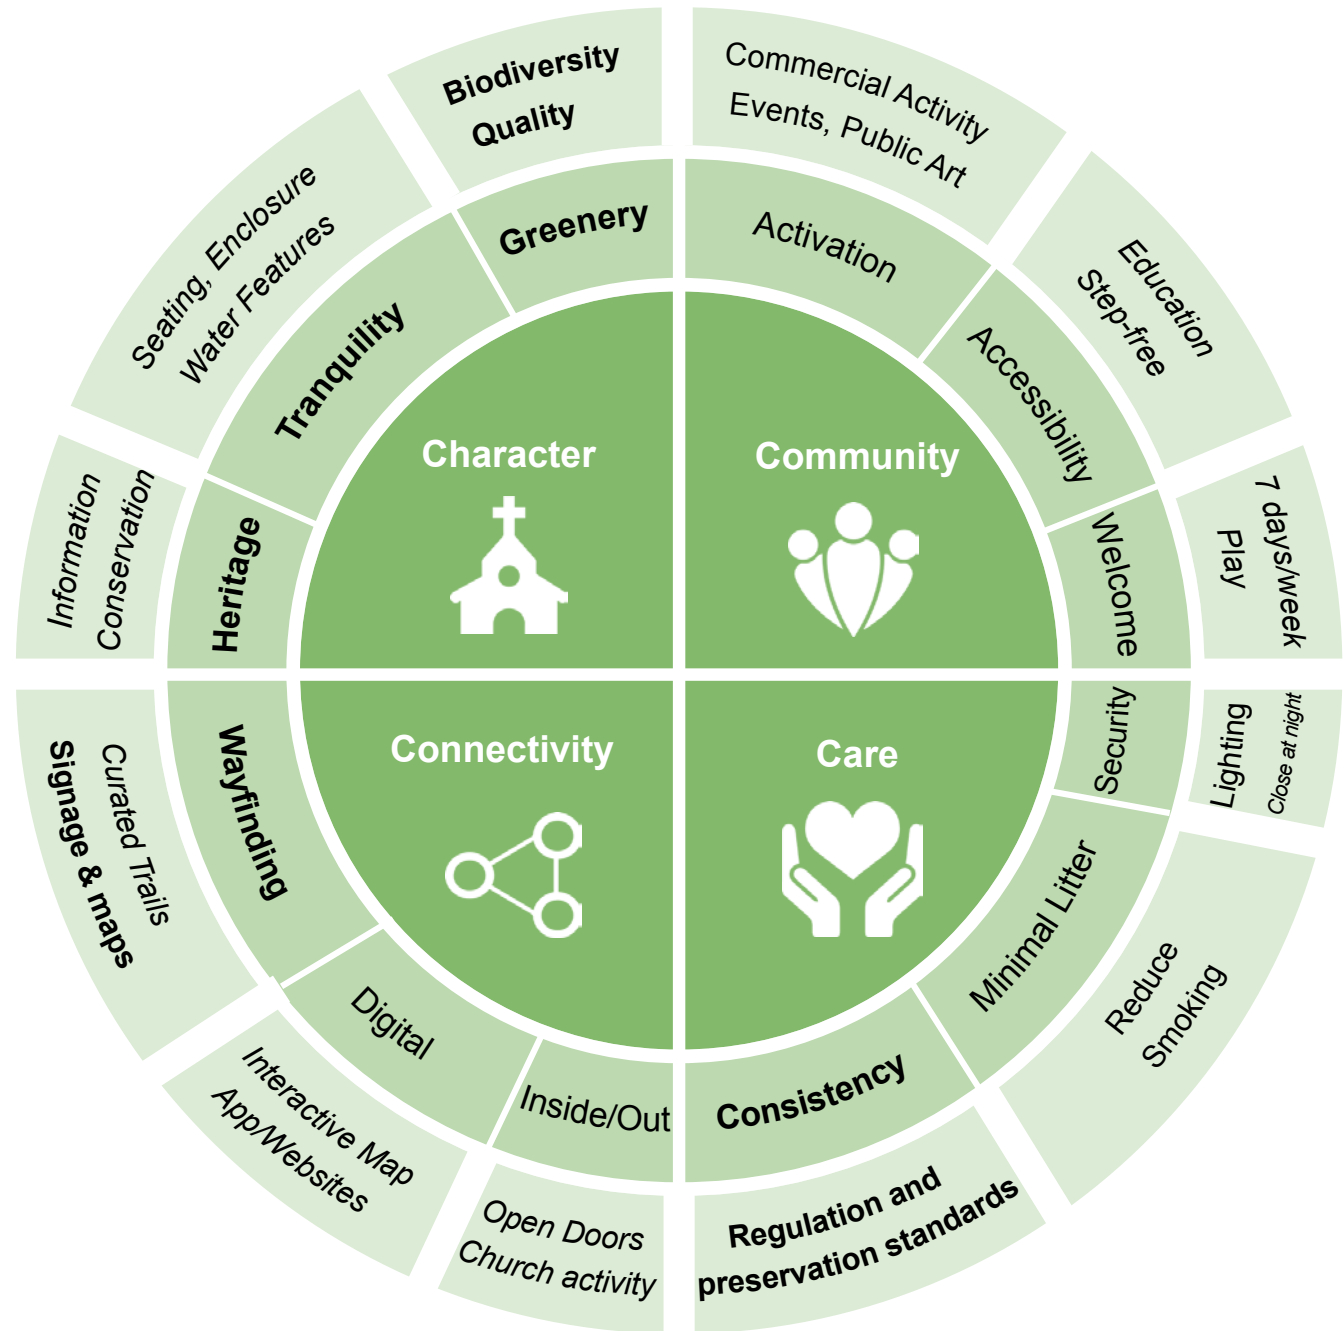 Biodiversity
Quality
Greenery
Seating, Enclosure
Water Features
Tranquility
Information
Conservation
Heritage
Character
Commercial Activity
Events, Public Art
Activation
Education
Step-free
Accessibility
7 days/week
Play
Welcome
Community
Wayfinding
Curated Trails
Signage & maps
Digital
Interactive Map
App/Websites
Inside/Out
Open Doors
Church activity
Connectivity
Security
Lighting
Close at night
Minimal Litter
Reduce
Smoking
Consistency
Regulation and
preservation standards
Care